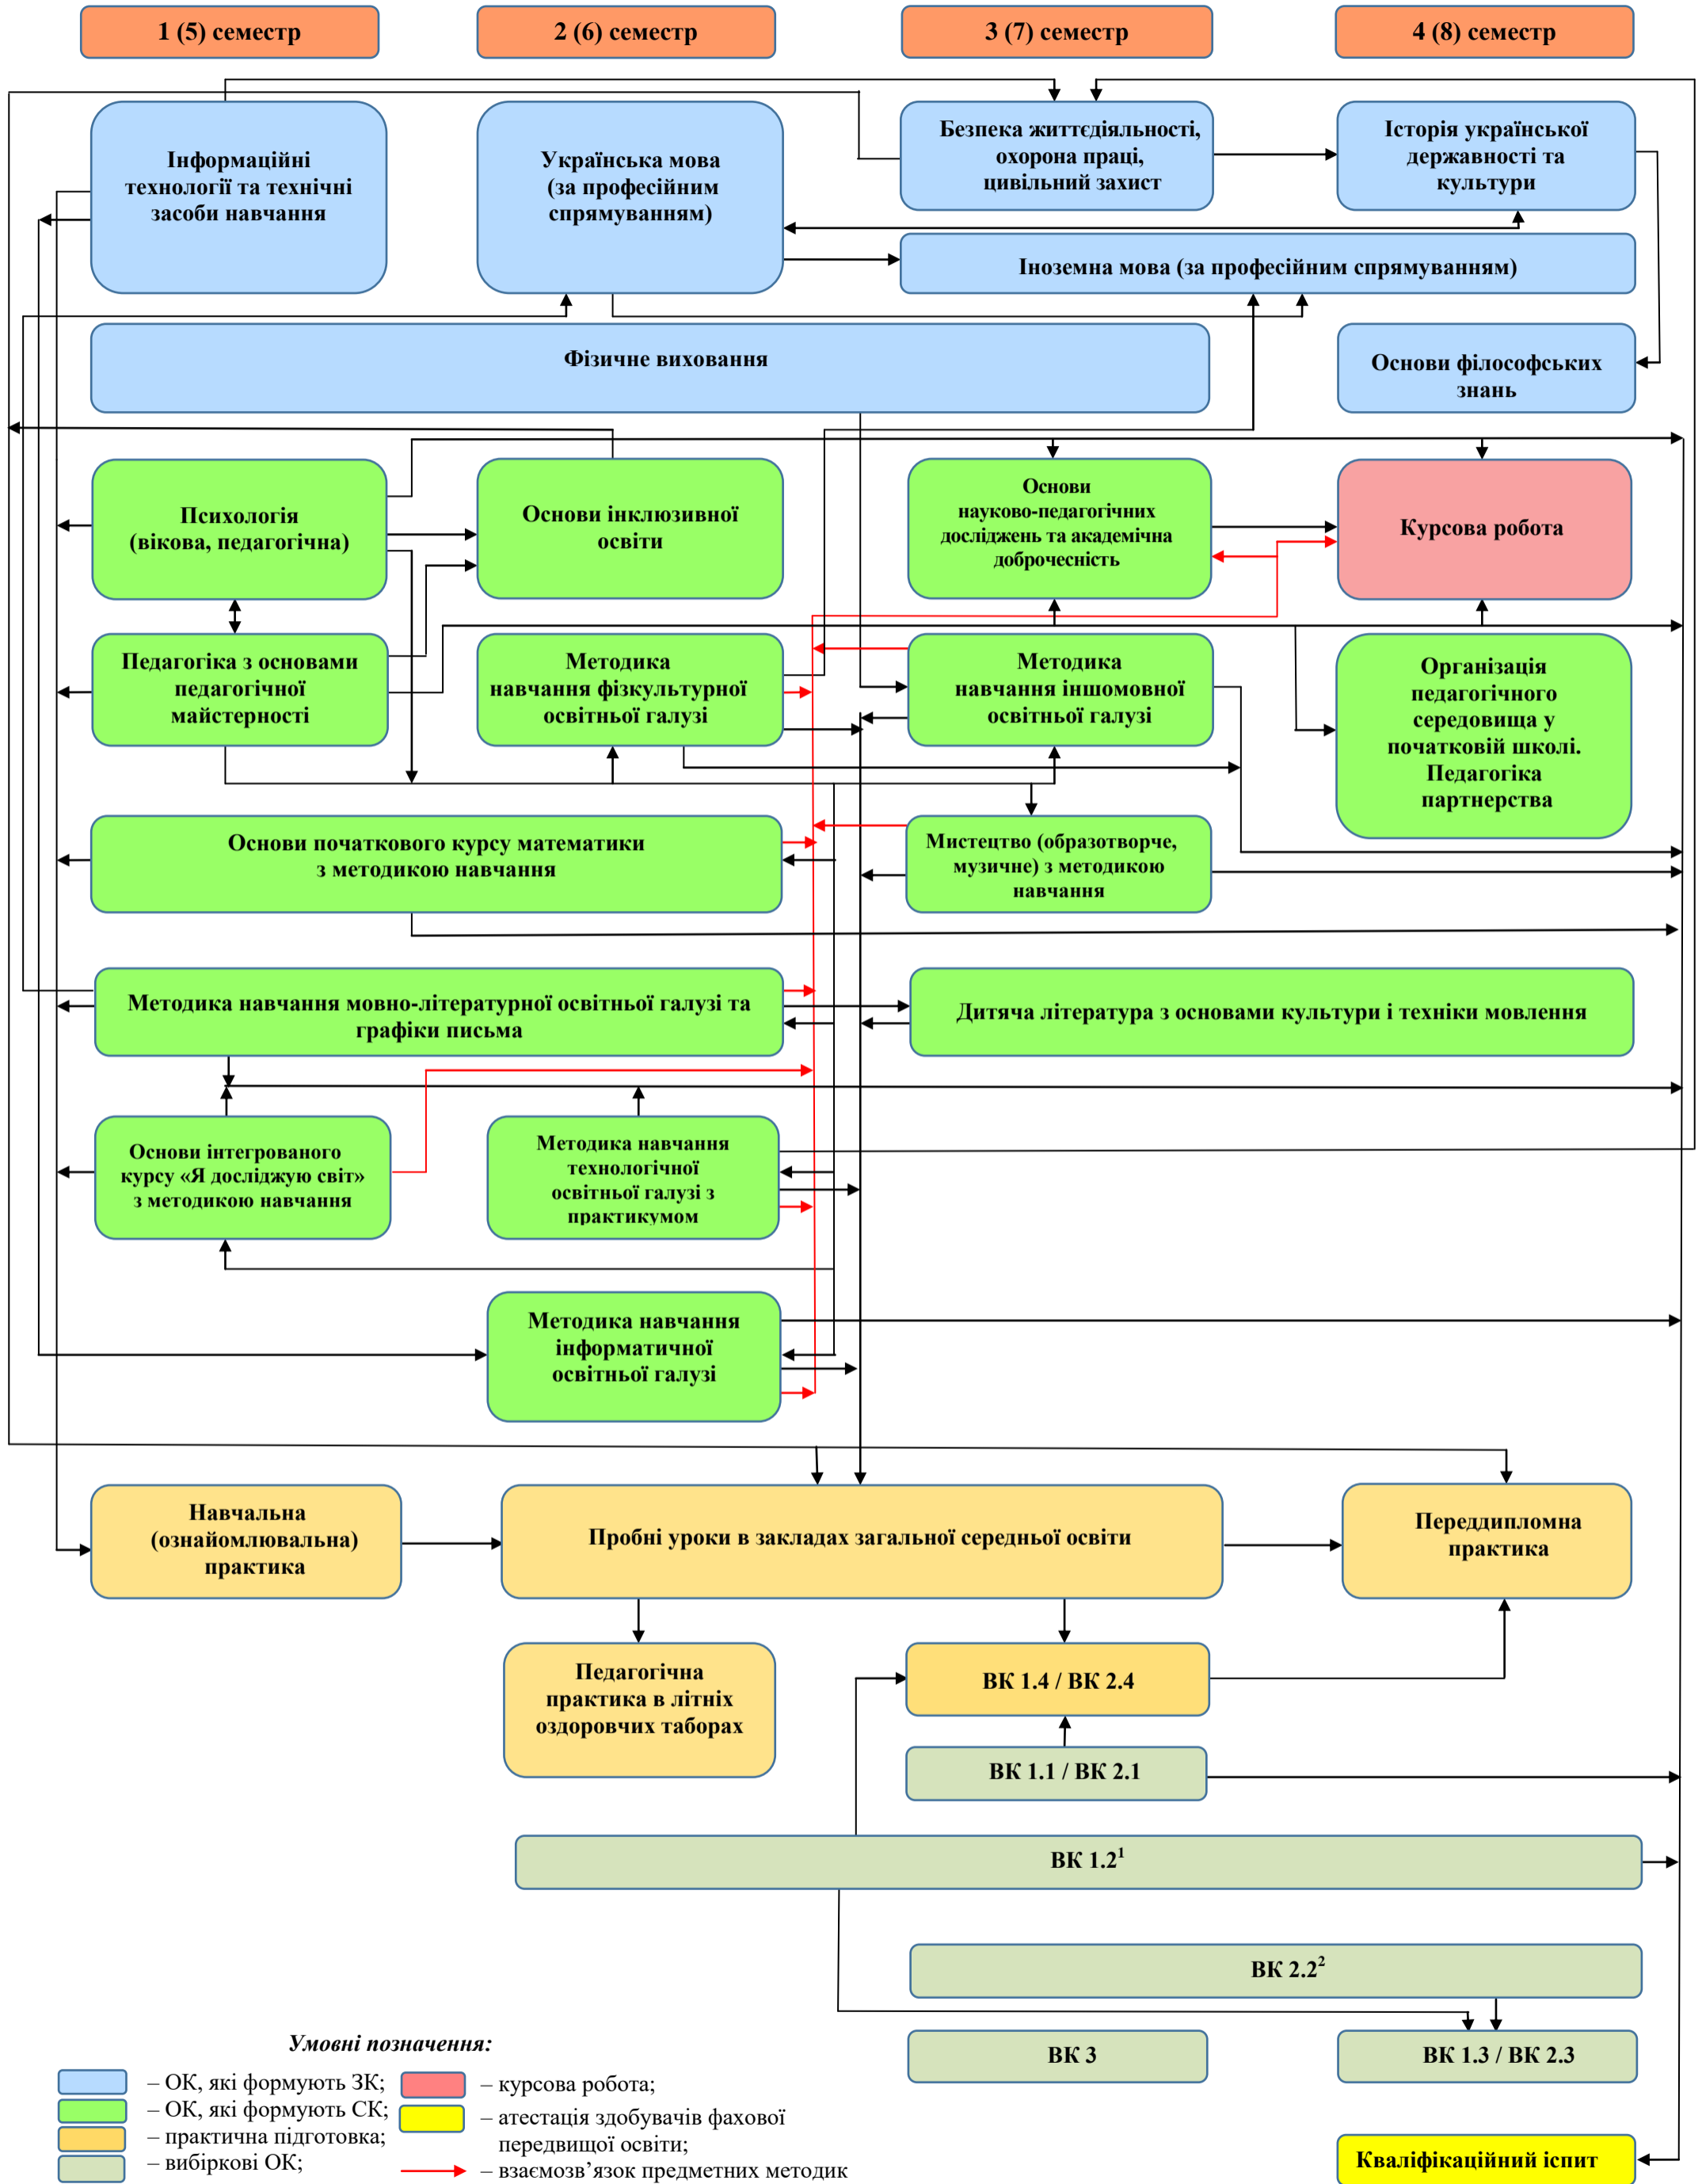 1 (5) семестр
2 (6) семестр
3 (7) семестр
4 (8) семестр
Інформаційні
технології та технічні
засоби навчання
Українська мова
(за професійним
спрямуванням)
Безпека життєдіяльності,
охорона праці,
цивільний захист
Історія української
державності та
культури
Іноземна мова (за професійним спрямуванням)
Фізичне виховання
Основи філософських
знань
Психологія
(вікова, педагогічна)
Основи інклюзивної
освіти
Основи
науково-педагогічних
досліджень та академічна
доброчесність
Курсова робота
Педагогіка з основами
педагогічної
майстерності
Методика
навчання фізкультурної
освітньої галузі
Методика
навчання іншомовної
освітньої галузі
Організація
педагогічного
середовища у
початковій школі.
Педагогіка
партнерства
Основи початкового курсу математики
з методикою навчання
Мистецтво (образотворче,
музичне) з методикою
навчання
Методика навчання мовно-літературної освітньої галузі та
графіки письма
Дитяча література з основами культури і техніки мовлення
Основи інтегрованого
курсу «Я досліджую світ»
з методикою навчання
Методика навчання
технологічної
освітньої галузі з
практикумом
Методика навчання
інформатичної
освітньої галузі
Навчальна
(ознайомлювальна)
практика
Пробні уроки в закладах загальної середньої освіти
Переддипломна
практика
Педагогічна
практика в літніх
оздоровчих таборах
ВК 1.4 / ВК 2.4
ВК 1.1 / ВК 2.1
ВК 1.2¹
ВК 2.2²
ВК 3
ВК 1.3 / ВК 2.3
Умовні позначення:
– ОК, які формують ЗК;
– ОК, які формують СК;
– практична підготовка;
– вибіркові ОК;
– курсова робота;
– атестація здобувачів фахової
передвищої освіти;
– взаємозв'язок предметних методик
Кваліфікаційний іспит